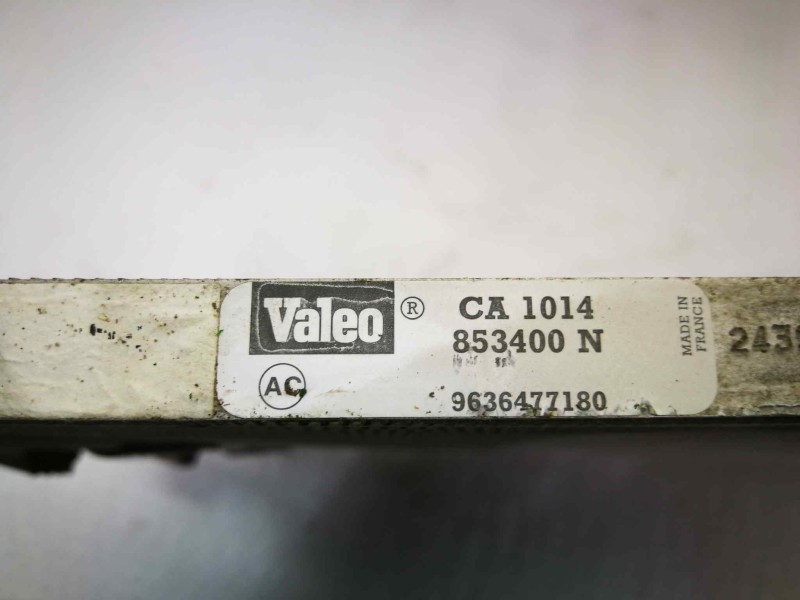 Valeo ® CA 1014
853400 N
AC
9636477180
MADE IN
FRANCE